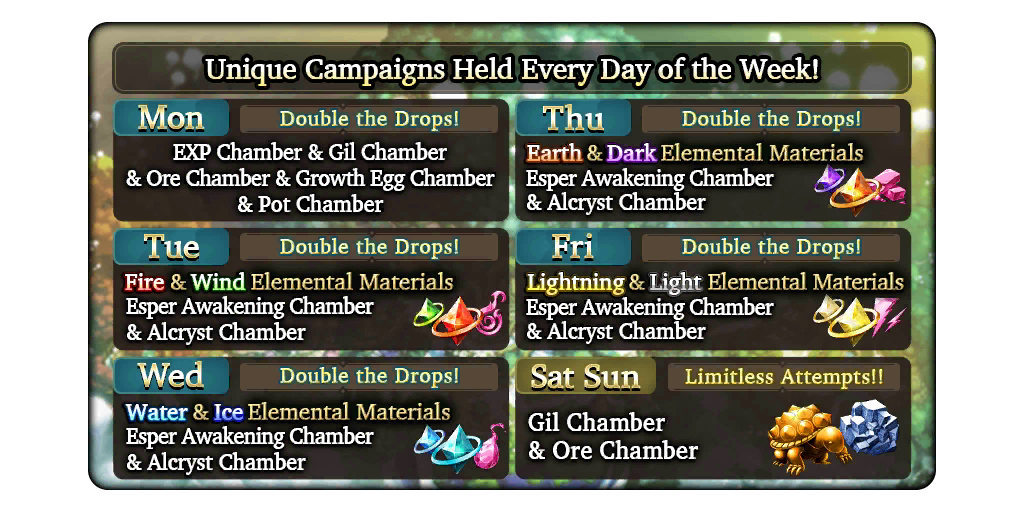 Unique Campaigns Held Every Day of the Week!
Mon
Double the Drops!
EXP Chamber & Gil Chamber
& Ore Chamber & Growth Egg Chamber
& Pot Chamber
Tue
Double the Drops!
Fire & Wind Elemental Materials
Esper Awakening Chamber
& Alcryst Chamber
Wed
Double the Drops!
Water & Ice Elemental Materials
Esper Awakening Chamber
& Alcryst Chamber
Thu
Double the Drops!
Earth & Dark Elemental Materials
Esper Awakening Chamber
& Alcryst Chamber
Fri
Double the Drops!
Lightning & Light Elemental Materials
Esper Awakening Chamber
& Alcryst Chamber
Sat Sun
Limitless Attempts!!
Gil Chamber
& Ore Chamber